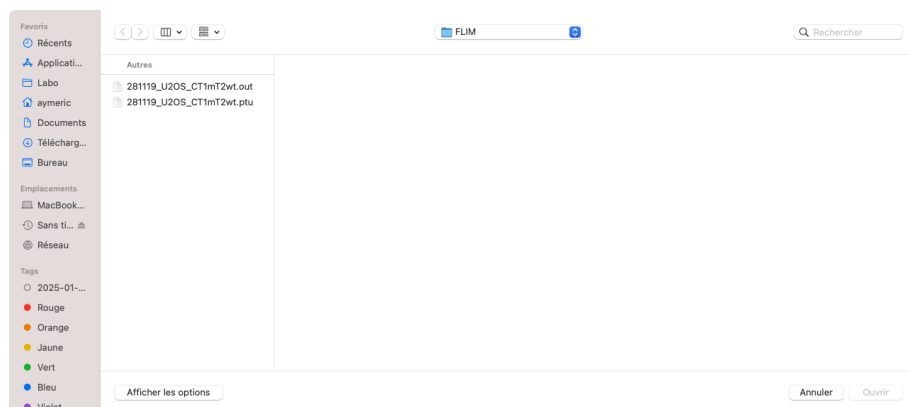 Favoris
Récents
Applicati...
Labo
aymeric
Documents
Télécharg...
Bureau
Emplacements
MacBook...
Sans ti...
Réseau
Tags
2025-01-...
Rouge
Orange
Jaune
Vert
Bleu
Violet
FLIM
Rechercher
Autres
281119_U2OS_CT1mT2wt.out
281119_U2OS_CT1mT2wt.ptu
Afficher les options
Annuler
Ouvrir